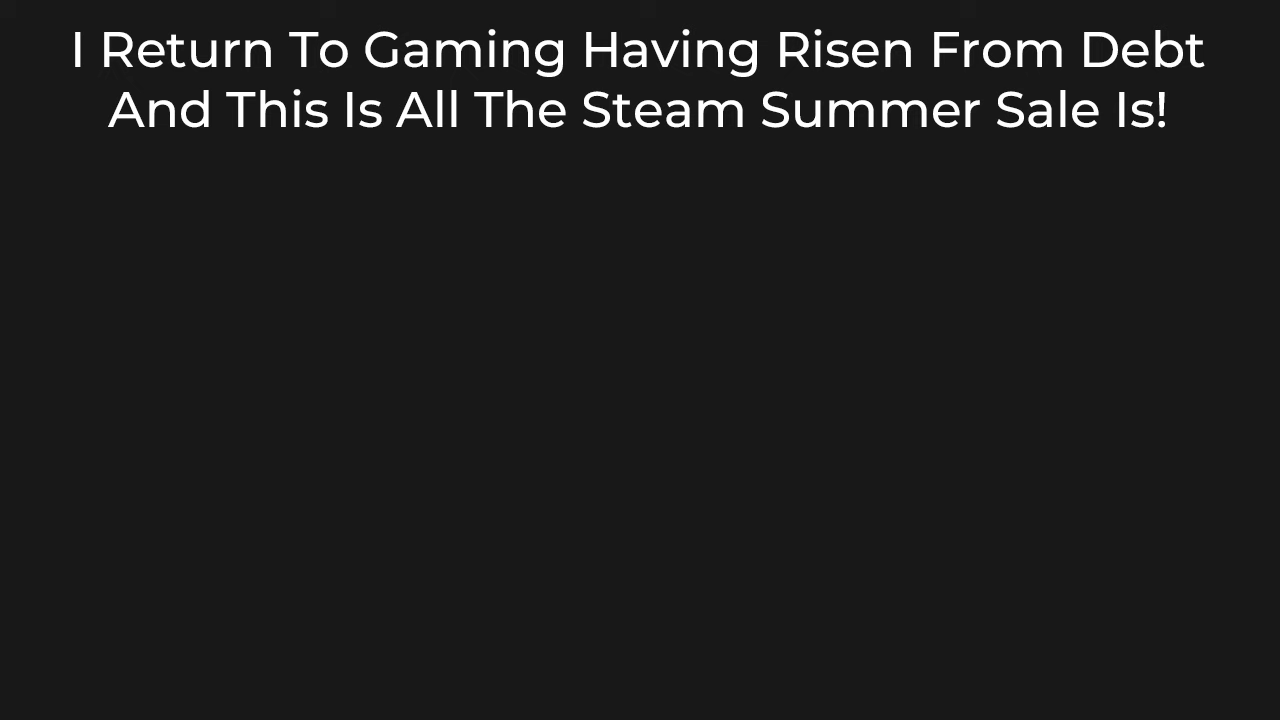 I Return To Gaming Having Risen From Debt
And This Is All The Steam Summer Sale Is!